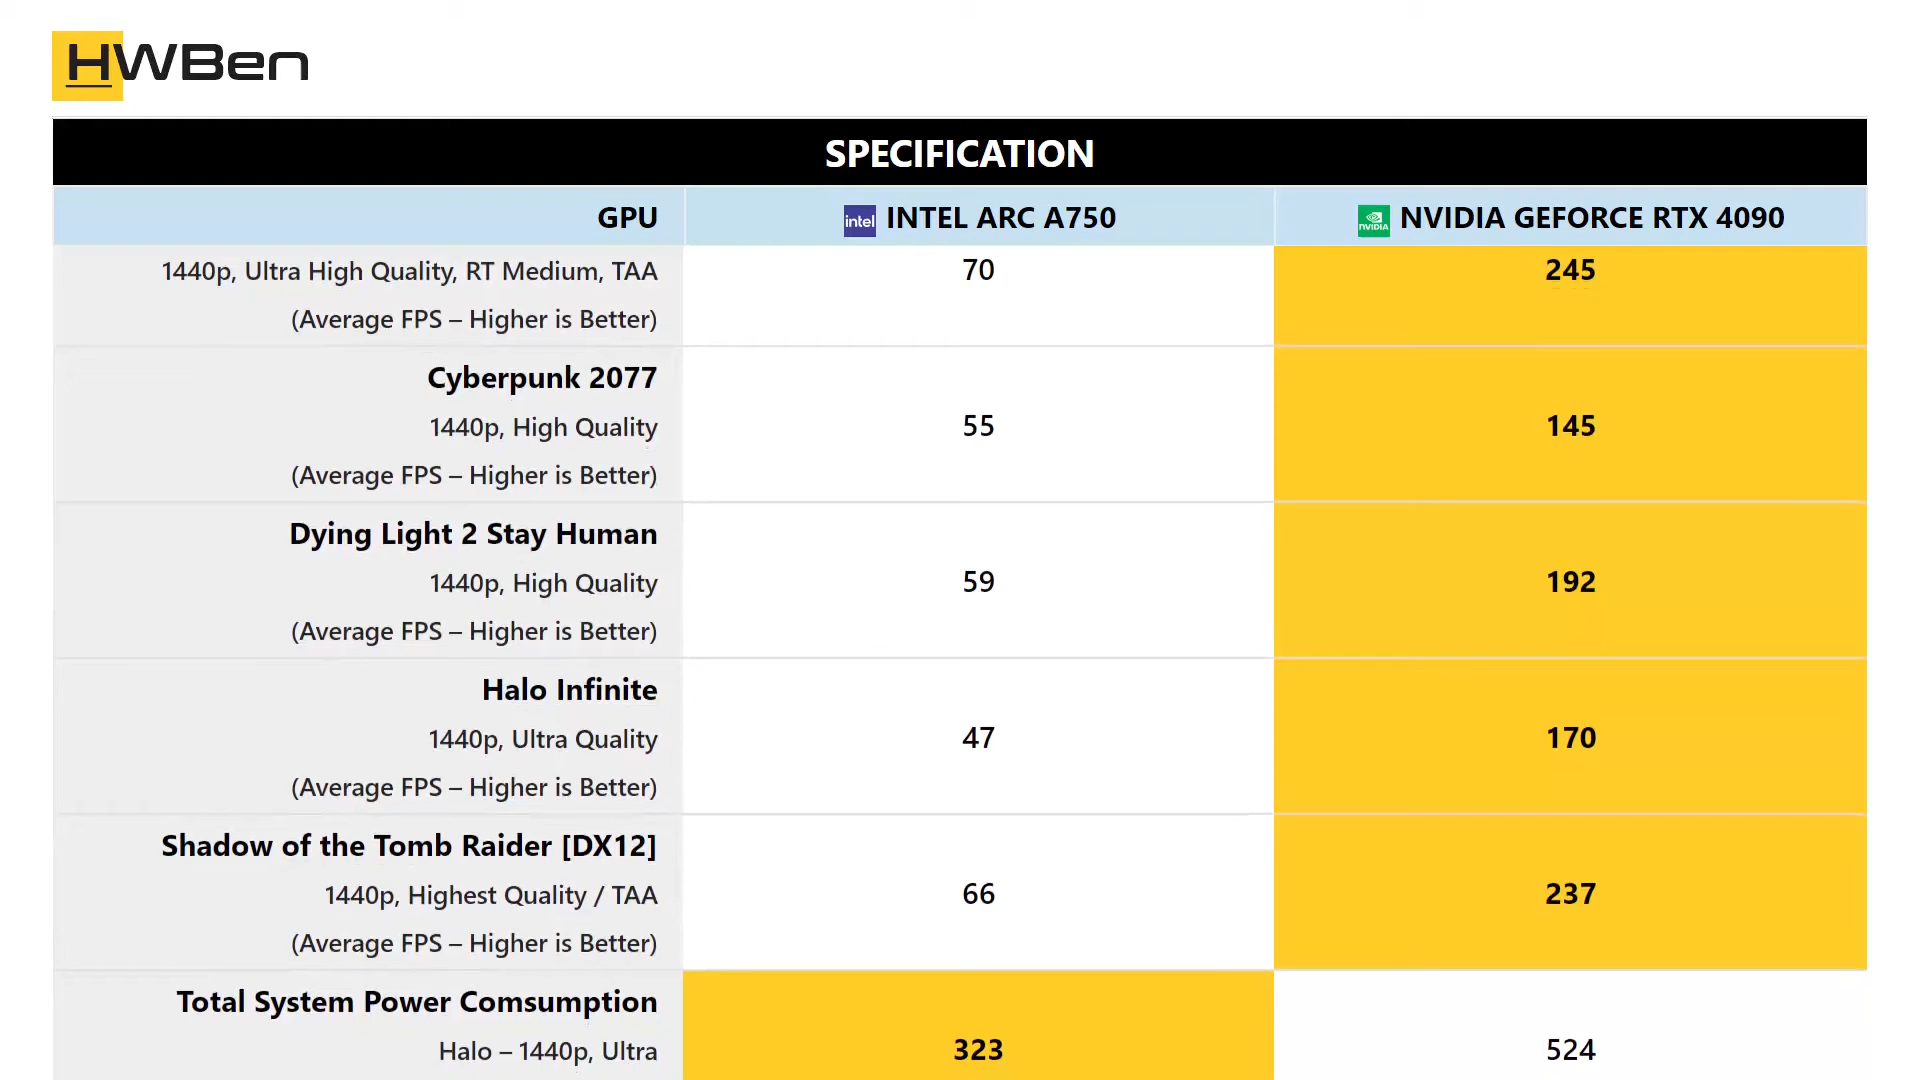 HWBen
SPECIFICATION
GPU
intel INTEL ARC A750
NVIDIA NVIDIA GEFORCE RTX 4090
1440p, Ultra High Quality, RT Medium, TAA
(Average FPS – Higher is Better)
70
245
Cyberpunk 2077
1440p, High Quality
(Average FPS – Higher is Better)
55
145
Dying Light 2 Stay Human
1440p, High Quality
(Average FPS – Higher is Better)
59
192
Halo Infinite
1440p, Ultra Quality
(Average FPS – Higher is Better)
47
170
Shadow of the Tomb Raider [DX12]
1440p, Highest Quality / TAA
(Average FPS – Higher is Better)
66
237
Total System Power Comsumption
Halo – 1440p, Ultra
323
524